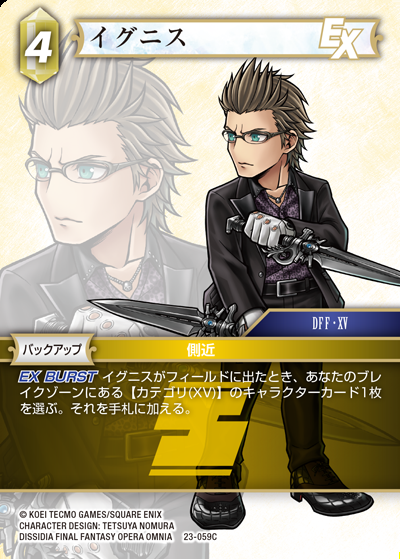 4
イグニス
EX
DFF・XV
バックアップ
側近
EX BURST イグニスがフィールドに出たとき、あなたのブレ
イクゾーンにある【カテゴリ(XV)】のキャラクターカード1枚
を選ぶ。それを手札に加える。
© KOEI TECMO GAMES/SQUARE ENIX
CHARACTER DESIGN: TETSUYA NOMURA
DISSIDIA FINAL FANTASY OPERA OMNIA
23-059C